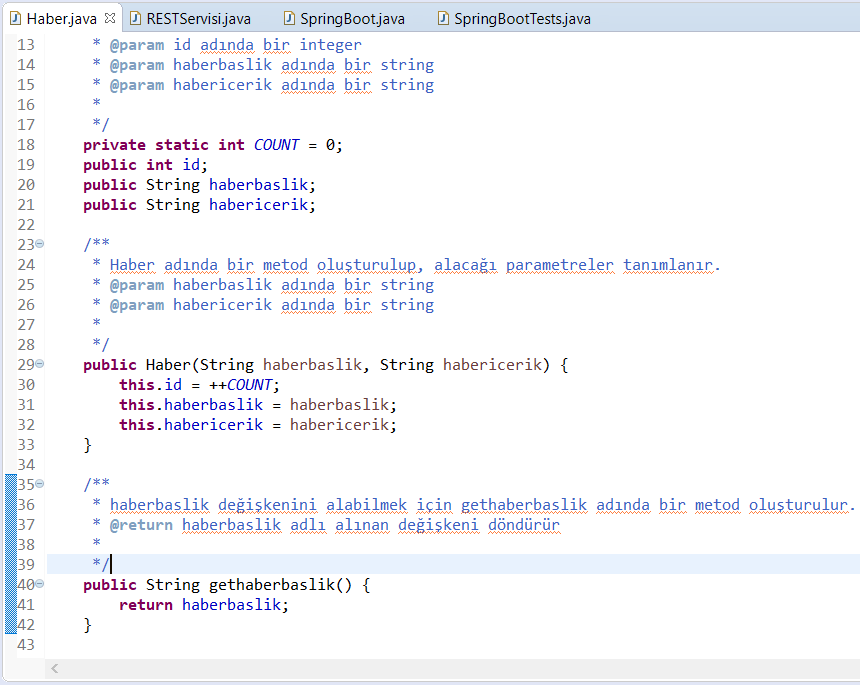 Haber.java RESTServisi.java SpringBoot.java SpringBootTests.java
13 * @param id adında bir integer
14 * @param haberbaslik adında bir string
15 * @param habericerik adında bir string
16 *
17 */
18 private static int COUNT = 0;
19 public int id;
20 public String haberbaslik;
21 public String habericerik;
22
23 /**
24 * Haber adında bir metod oluşturulup, alacağı parametreler tanımlanır.
25 * @param haberbaslik adında bir string
26 * @param habericerik adında bir string
27 *
28 */
29 public Haber(String haberbaslik, String habericerik) {
30 this.id = ++COUNT;
31 this.haberbaslik = haberbaslik;
32 this.habericerik = habericerik;
33 }
34
35 /**
36 * haberbaslik değişkenini alabilmek için gethaberbaslik adında bir metod oluşturulur.
37 * @return haberbaslik adlı alınan değişkeni döndürür
38 *
39 */
40 public String gethaberbaslik() {
41 return haberbaslik;
42 }
43